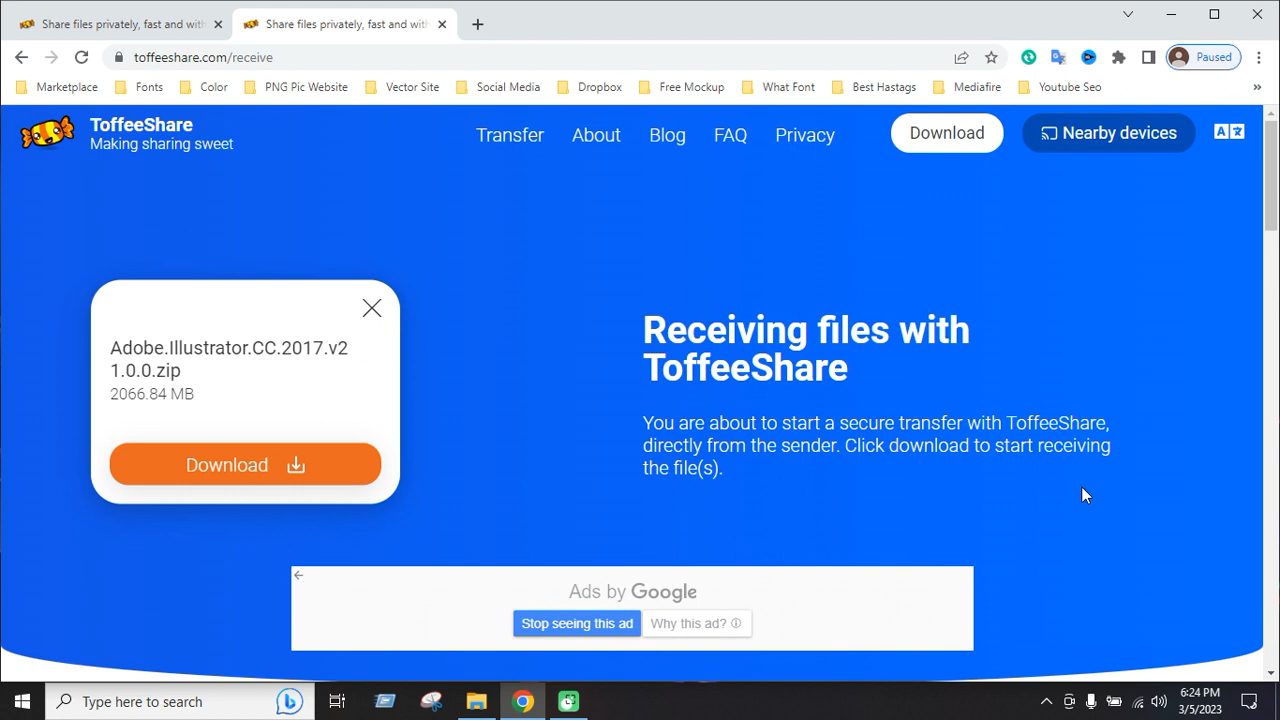 Share files privately, fast and with
Share files privately, fast and with
toffeeshare.com/receive
Paused
Marketplace
Fonts
Color
PNG Pic Website
Vector Site
Social Media
Dropbox
Free Mockup
What Font
Best Hastags
Mediafire
Youtube Seo
»
ToffeeShare
Making sharing sweet
Transfer
About
Blog
FAQ
Privacy
Download
Nearby devices
Receiving files with
ToffeeShare
Adobe.Illustrator.CC.2017.v2
1.0.0.zip
2066.84 MB
Download
You are about to start a secure transfer with ToffeeShare,
directly from the sender. Click download to start receiving
the file(s).
Ads by Google
Stop seeing this ad
Why this ad?
Type here to search
6:24 PM
3/5/2023